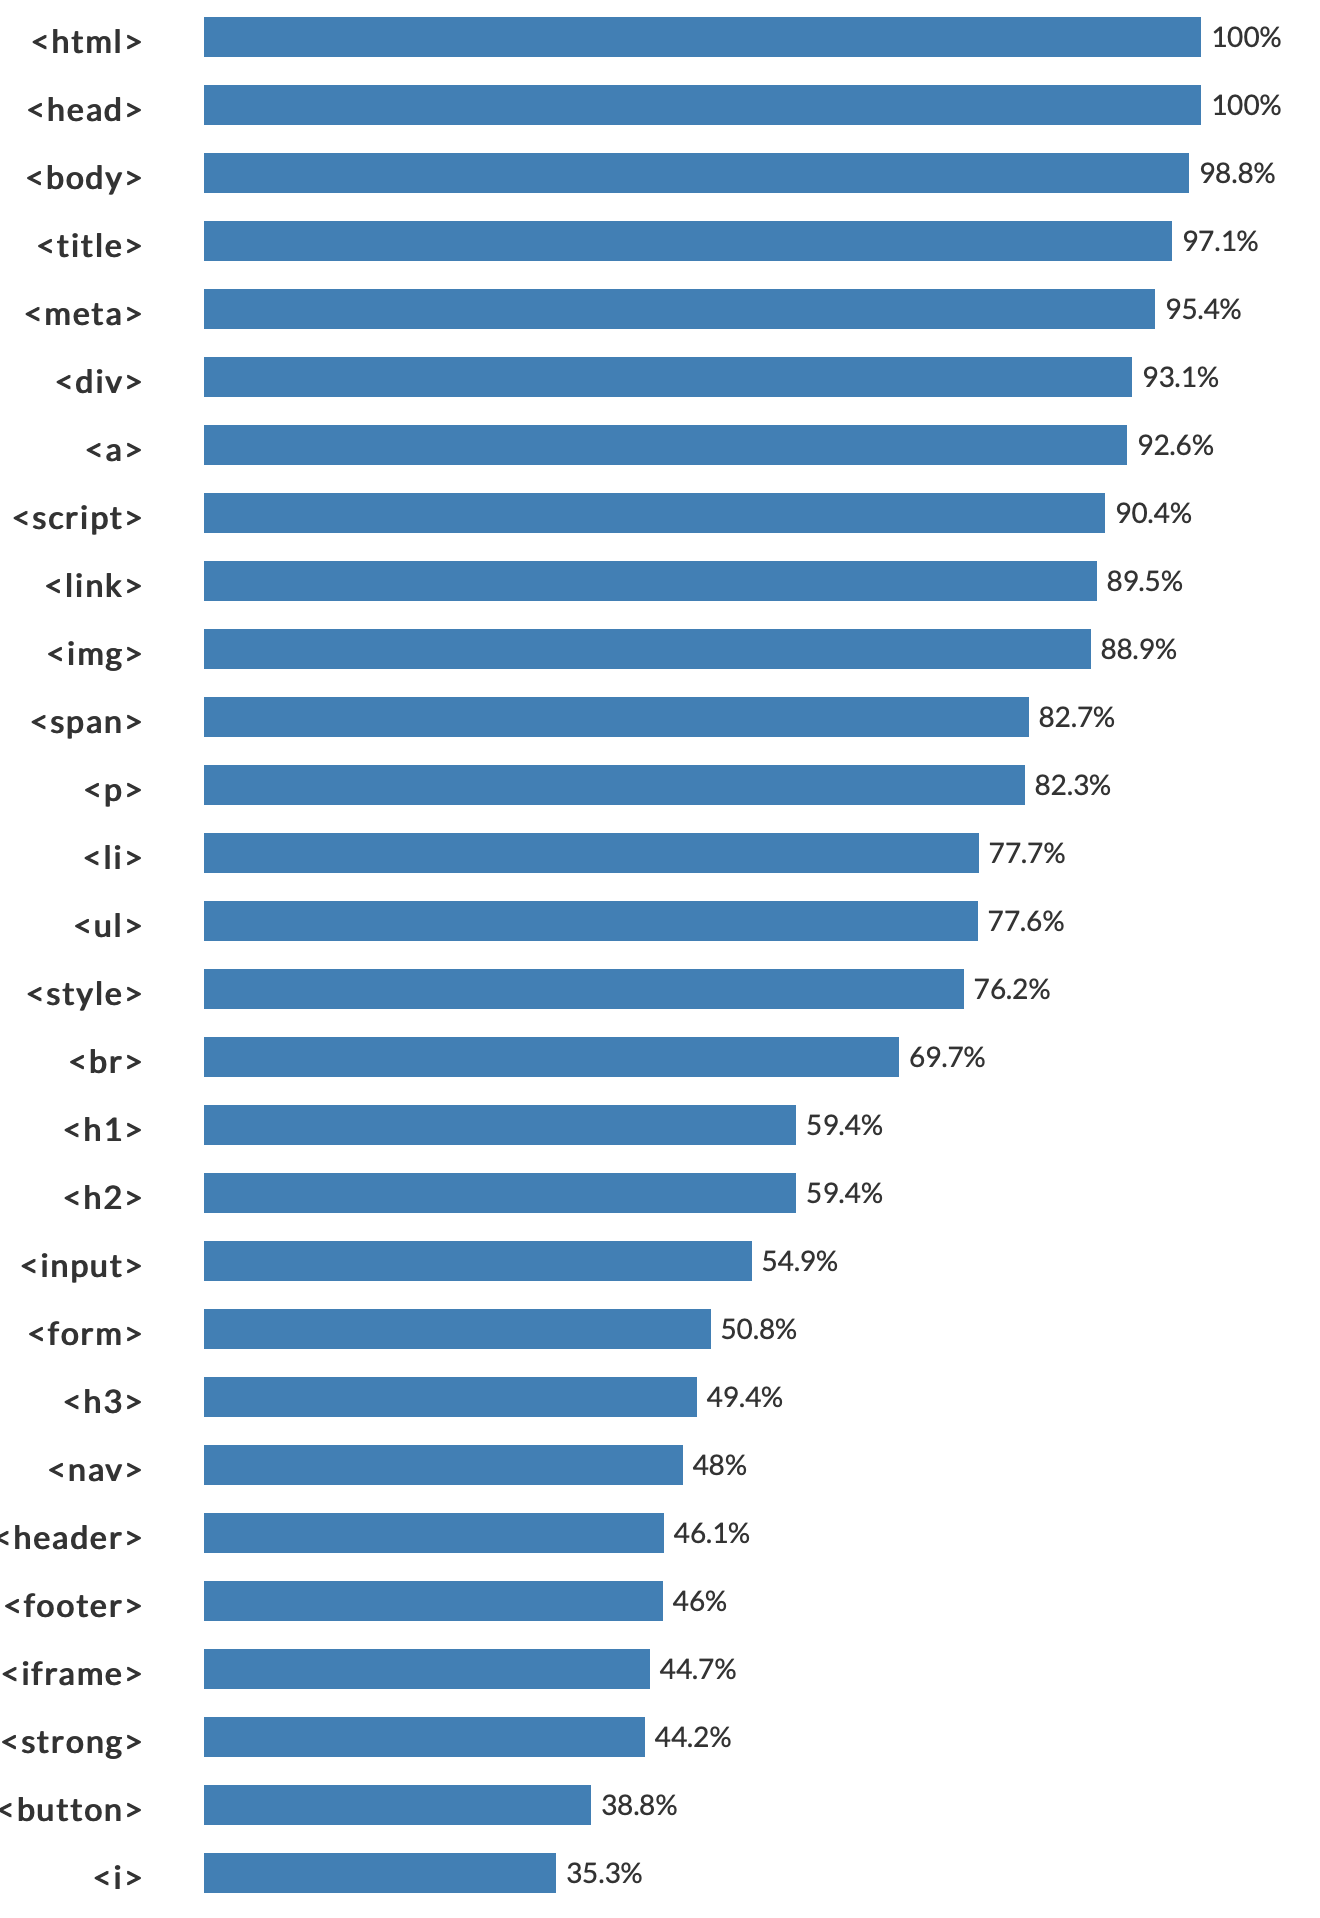 <html> 100%
<head> 100%
<body> 98.8%
<title> 97.1%
<meta> 95.4%
<div> 93.1%
<a> 92.6%
<script> 90.4%
<link> 89.5%
<img> 88.9%
<span> 82.7%
<p> 82.3%
<li> 77.7%
<ul> 77.6%
<style> 76.2%
<br> 69.7%
<h1> 59.4%
<h2> 59.4%
<input> 54.9%
<form> 50.8%
<h3> 49.4%
<nav> 48%
<header> 46.1%
<footer> 46%
<iframe> 44.7%
<strong> 44.2%
<button> 38.8%
<i> 35.3%